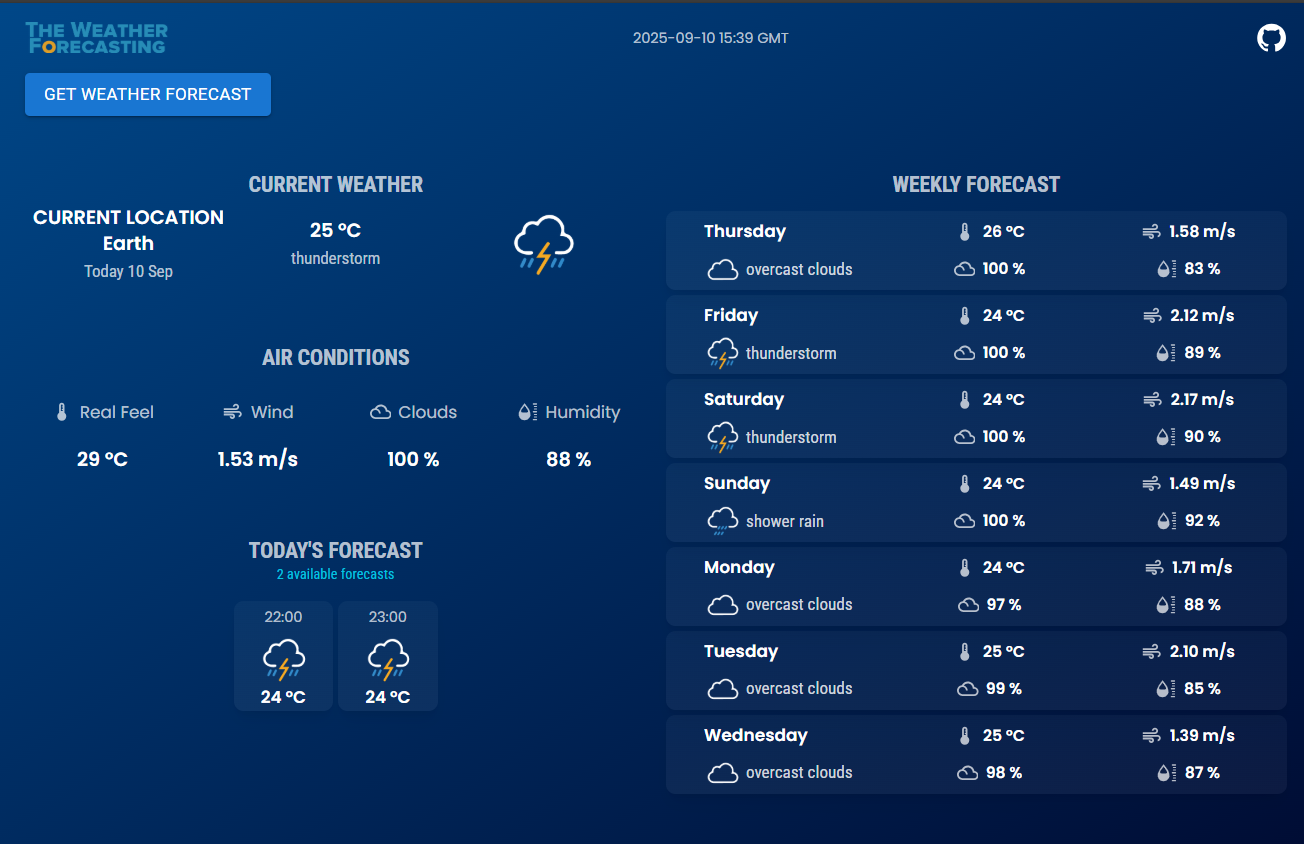 The Weather
Forecasting
2025-09-10 15:39 GMT
GET WEATHER FORECAST
CURRENT WEATHER
CURRENT LOCATION
Earth
Today 10 Sep
25 °C
thunderstorm
AIR CONDITIONS
Real Feel Wind Clouds Humidity
29 °C 1.53 m/s 100 % 88 %
TODAY'S FORECAST
2 available forecasts
22:00 23:00
24 °C 24 °C
WEEKLY FORECAST
Thursday 26 °C 1.58 m/s
overcast clouds 100 % 83 %
Friday 24 °C 2.12 m/s
thunderstorm 100 % 89 %
Saturday 24 °C 2.17 m/s
thunderstorm 100 % 90 %
Sunday 24 °C 1.49 m/s
shower rain 100 % 92 %
Monday 24 °C 1.71 m/s
overcast clouds 97 % 88 %
Tuesday 25 °C 2.10 m/s
overcast clouds 99 % 85 %
Wednesday 25 °C 1.39 m/s
overcast clouds 98 % 87 %